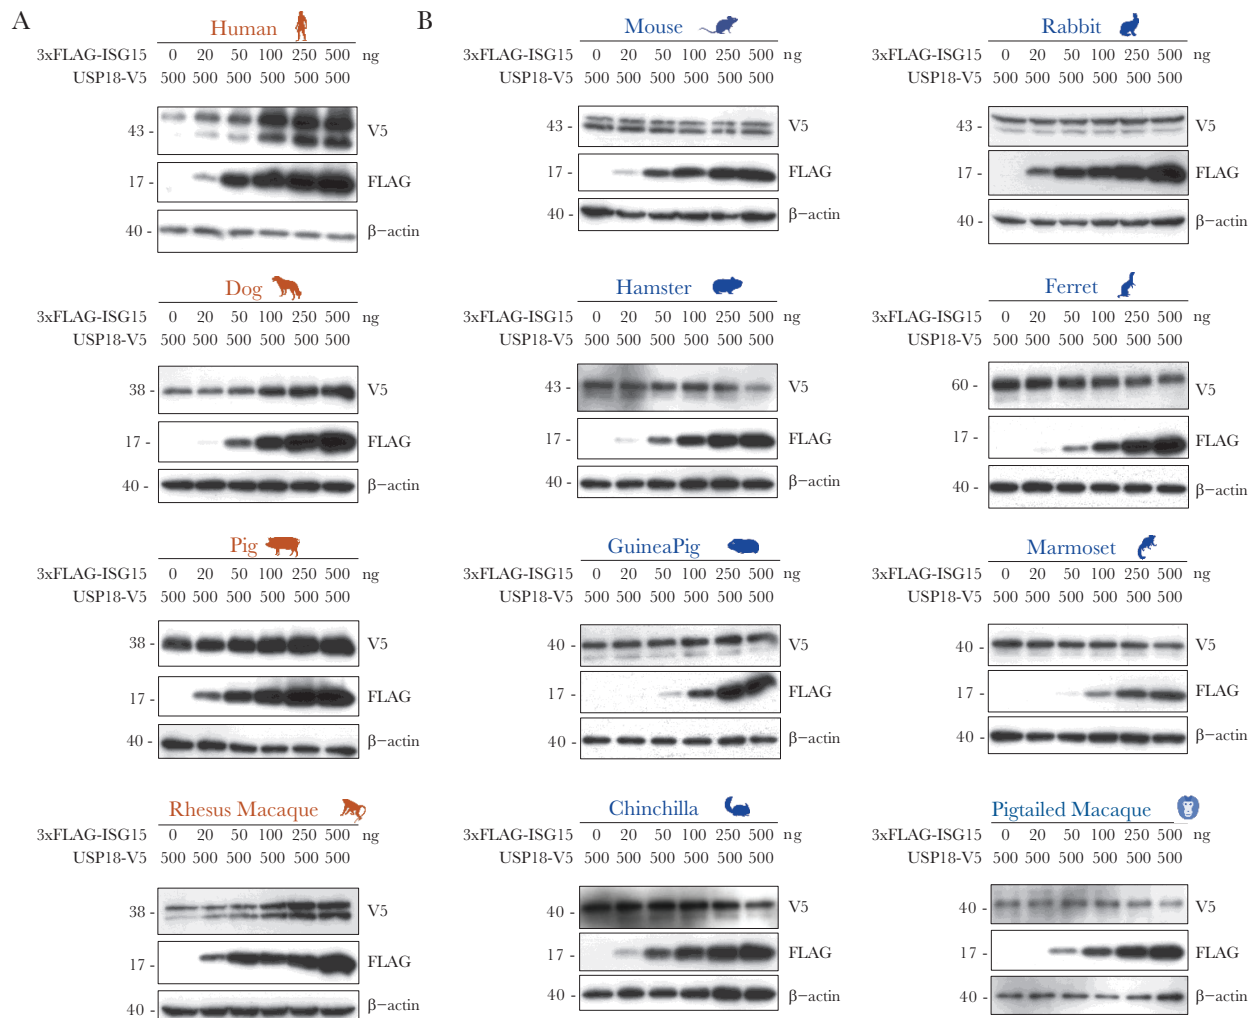 A
B
Human
3xFLAG-ISG15 0 20 50 100 250 500 ng
USP18-V5 500 500 500 500 500 500
43 - V5
17 - FLAG
40 - β−actin
Mouse
0 20 50 100 250 500 ng
USP18-V5 500 500 500 500 500 500
3xFLAG-ISG15
43 - V5
17 - FLAG
40 - β−actin
Rabbit
3xFLAG-ISG15 0 20 50 100 250 500 ng
USP18-V5 500 500 500 500 500 500
43 - V5
17 - FLAG
40 - β−actin
Dog
3xFLAG-ISG15 0 20 50 100 250 500 ng
USP18-V5 500 500 500 500 500 500
38 - V5
17 - FLAG
40 - β−actin
Hamster
3xFLAG-ISG15 0 20 50 100 250 500 ng
USP18-V5 500 500 500 500 500 500
43 - V5
17 - FLAG
40 - β−actin
Ferret
3xFLAG-ISG15 0 20 50 100 250 500 ng
USP18-V5 500 500 500 500 500 500
60 - V5
17 - FLAG
40 - β−actin
Pig
3xFLAG-ISG15 0 20 50 100 250 500 ng
USP18-V5 500 500 500 500 500 500
38 - V5
17 - FLAG
40 - β−actin
GuineaPig
3xFLAG-ISG15 0 20 50 100 250 500 ng
USP18-V5 500 500 500 500 500 500
40 - V5
17 - FLAG
40 - β−actin
Marmoset
3xFLAG-ISG15 0 20 50 100 250 500 ng
USP18-V5 500 500 500 500 500 500
40 - V5
17 - FLAG
40 - β−actin
Rhesus Macaque
3xFLAG-ISG15 0 20 50 100 250 500 ng
USP18-V5 500 500 500 500 500 500
38 - V5
17 - FLAG
40 - β−actin
Chinchilla
3xFLAG-ISG15 0 20 50 100 250 500 ng
USP18-V5 500 500 500 500 500 500
40 - V5
17 - FLAG
40 - β−actin
Pigtailed Macaque
3xFLAG-ISG15 0 20 50 100 250 500 ng
USP18-V5 500 500 500 500 500 500
40 - V5
17 - FLAG
40 - β−actin